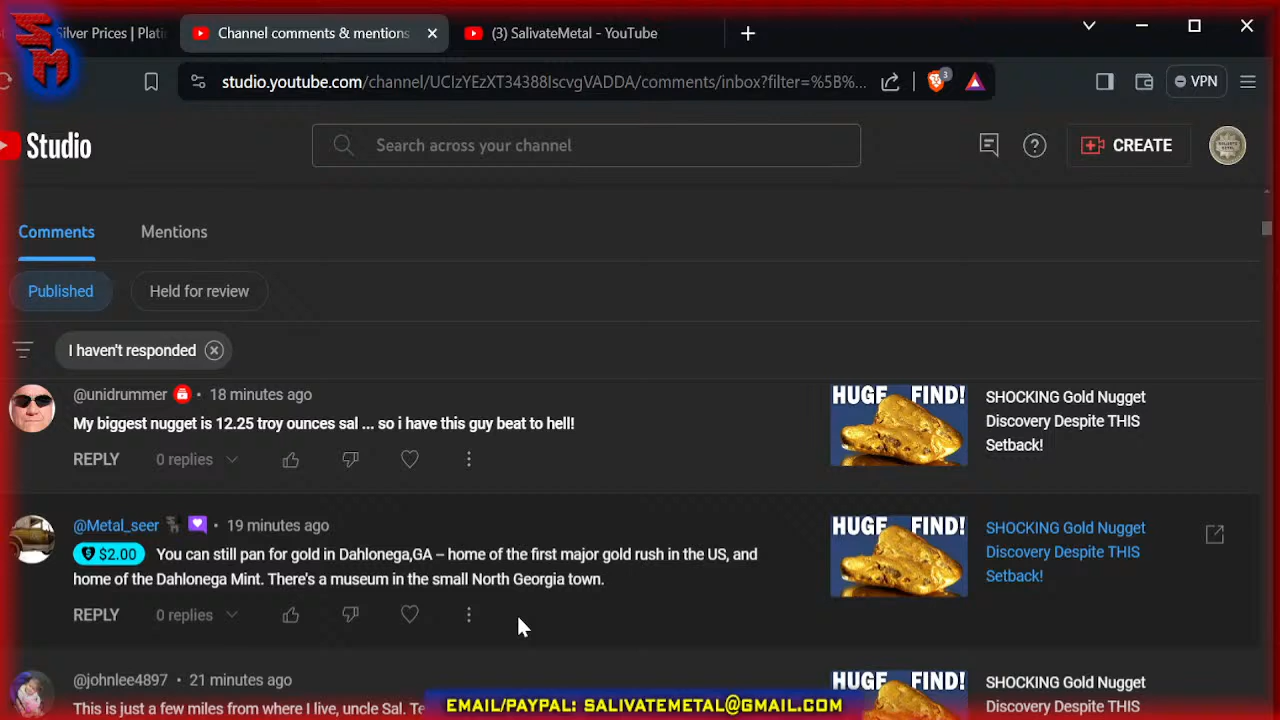 SM
Silver Prices | Plati
Channel comments & mentions
(3) SalivateMetal - YouTube
studio.youtube.com/channel/UCIzYEzXT34388IscvgVADDA/comments/inbox?filter=%5B%...
3
VPN
Studio
Search across your channel
CREATE
Comments
Mentions
Published
Held for review
I haven't responded
@unidrummer • 18 minutes ago
My biggest nugget is 12.25 troy ounces sal ... so i have this guy beat to hell!
REPLY
0 replies
HUGE FIND!
SHOCKING Gold Nugget
Discovery Despite THIS
Setback!
@Metal_seer • 19 minutes ago
$2.00 You can still pan for gold in Dahlonega,GA – home of the first major gold rush in the US, and
home of the Dahlonega Mint. There's a museum in the small North Georgia town.
REPLY
0 replies
HUGE FIND!
SHOCKING Gold Nugget
Discovery Despite THIS
Setback!
@johnlee4897 • 21 minutes ago
This is just a few miles from where I live, uncle Sal.
HUGE FIND!
SHOCKING Gold Nugget
Discovery Despite THIS
EMAIL/PAYPAL: SALIVATEMETAL@GMAIL.COM